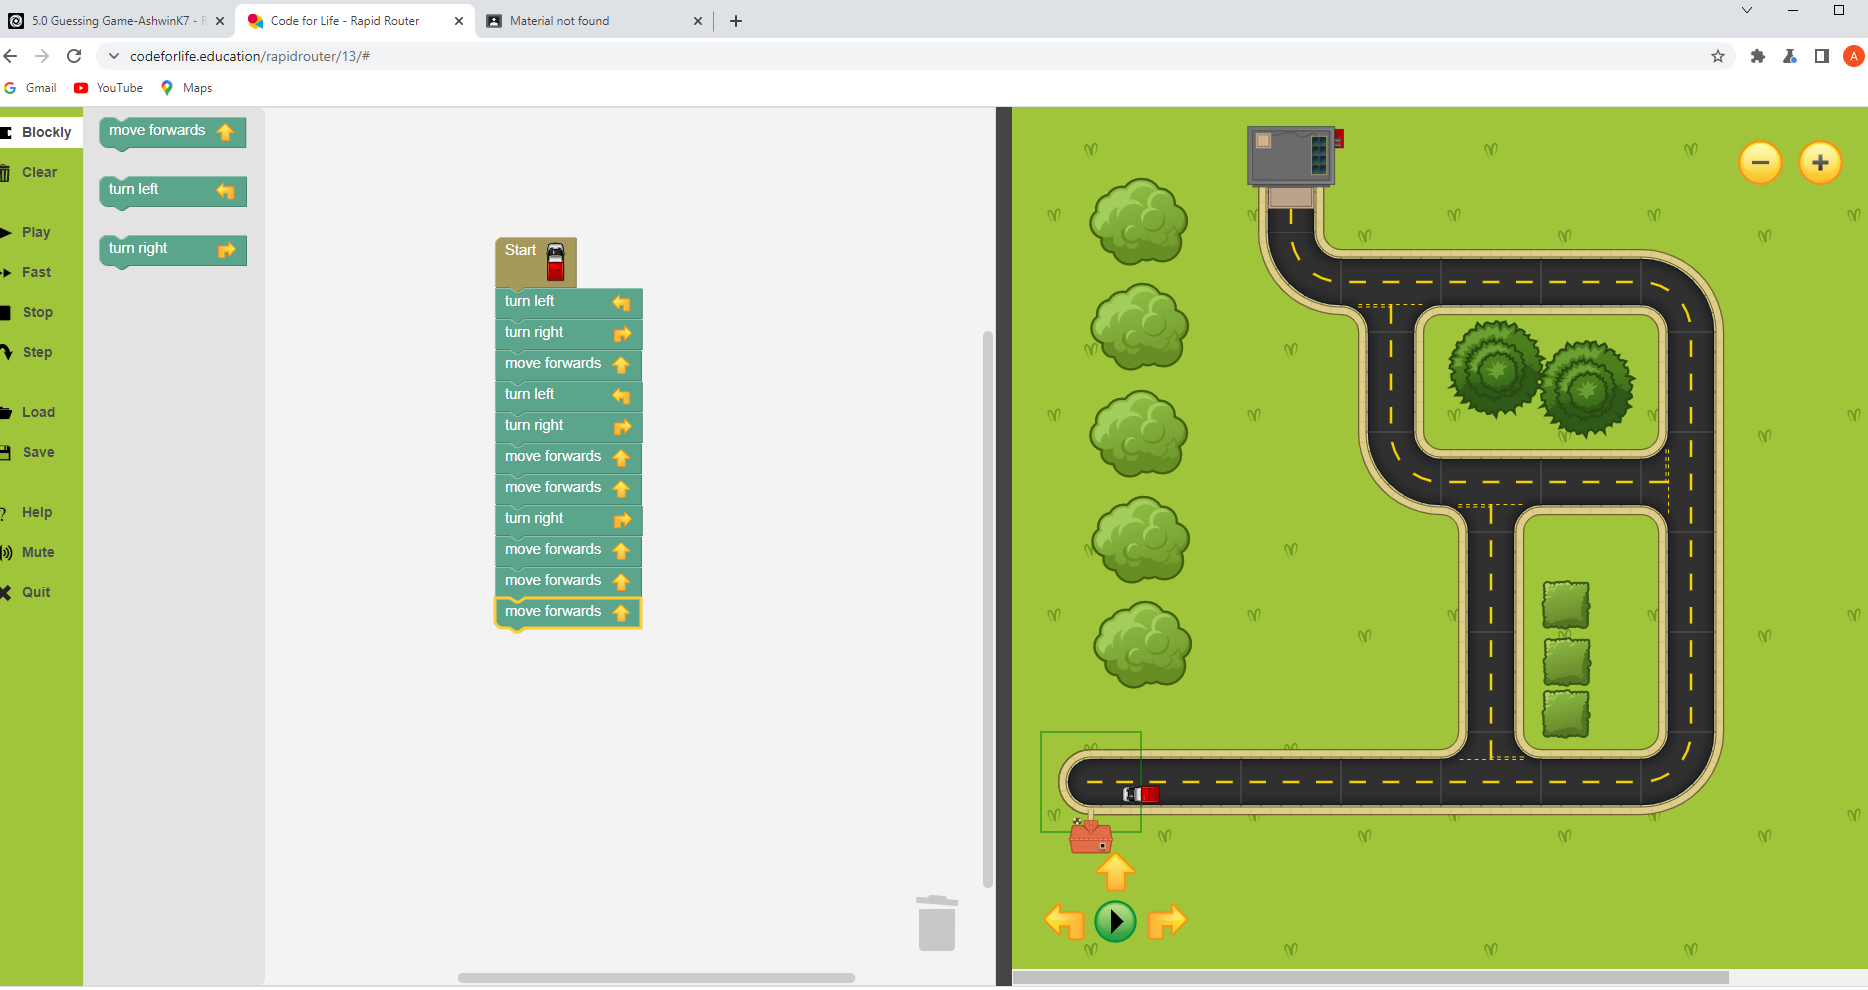 5.0 Guessing Game-AshwinK7 - R
Code for Life - Rapid Router
Material not found
codeforlife.education/rapidrouter/13/#
A
Gmail
YouTube
Maps
Blockly
Clear
Play
Fast
Stop
Step
Load
Save
Help
Mute
Quit
move forwards
turn left
turn right
Start
turn left
turn right
move forwards
turn left
turn right
move forwards
move forwards
turn right
move forwards
move forwards
move forwards